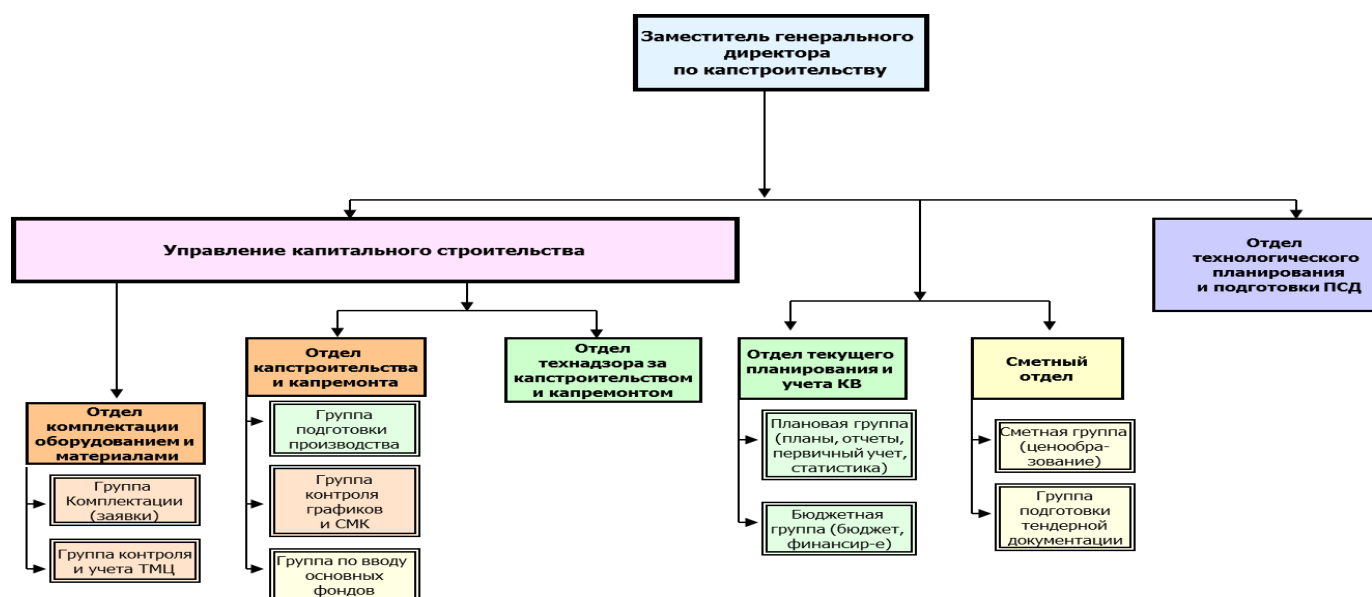 Заместитель генерального
директора
по капстроительству
Управление капитального строительства
Отдел
технологического
планирования
и подготовки ПСД
Отдел
комплектации
оборудованием и
материалами
Группа
Комплектации
(заявки)
Группа контроля
и учета ТМЦ
Отдел
капстроительства
и капремонта
Группа
подготовки
производства
Группа
контроля
графиков
и СМК
Группа по вводу
основных
фондов
Отдел
технадзора за
капстроительством
и капремонтом
Отдел текущего
планирования и
учета КВ
Плановая группа
(планы, отчеты,
первичный учет,
статистика)
Бюджетная
группа (бюджет,
финансир-е)
Сметный
отдел
Сметная группа
(ценообра-
зование)
Группа
подготовки
тендерной
документации